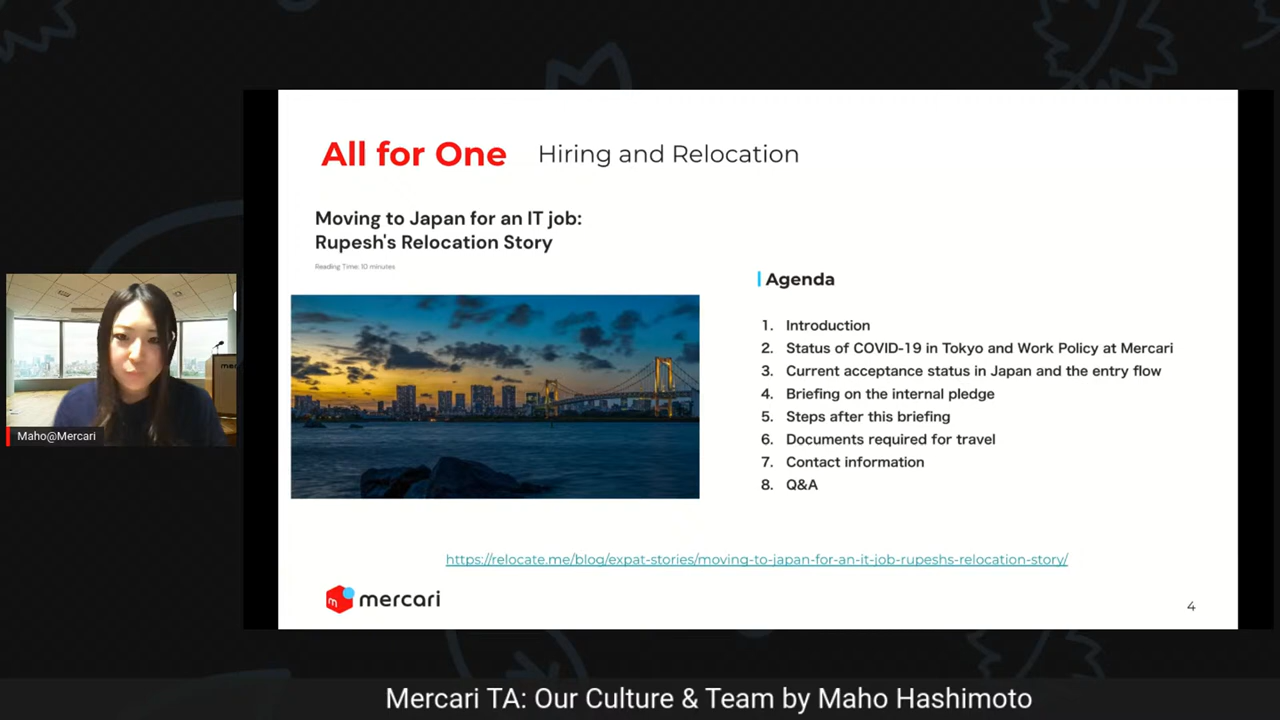 All for One Hiring and Relocation
Moving to Japan for an IT job:
Rupesh's Relocation Story
Reading Time: 10 minutes
Agenda
1. Introduction
2. Status of COVID-19 in Tokyo and Work Policy at Mercari
3. Current acceptance status in Japan and the entry flow
4. Briefing on the internal pledge
5. Steps after this briefing
6. Documents required for travel
7. Contact information
8. Q&A
mer
Maho@Mercari
https://relocate.me/blog/expat-stories/moving-to-japan-for-an-it-job-rupeshs-relocation-story/
m mercari
4
Mercari TA: Our Culture & Team by Maho Hashimoto